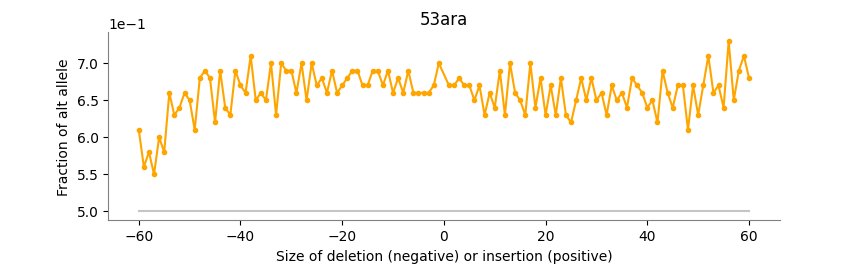 53ara
1e−1
7.0
6.5
6.0
5.5
5.0
Fraction of alt allele
−60 −40 −20 0 20 40 60
Size of deletion (negative) or insertion (positive)